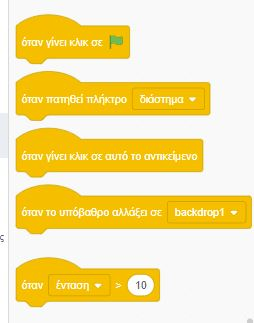 όταν γίνει κλικ σε
όταν πατηθεί πλήκτρο διάστημα
όταν γίνει κλικ σε αυτό το αντικείμενο
όταν το υπόβαθρο αλλάξει σε backdrop1
ς
όταν ένταση > 10